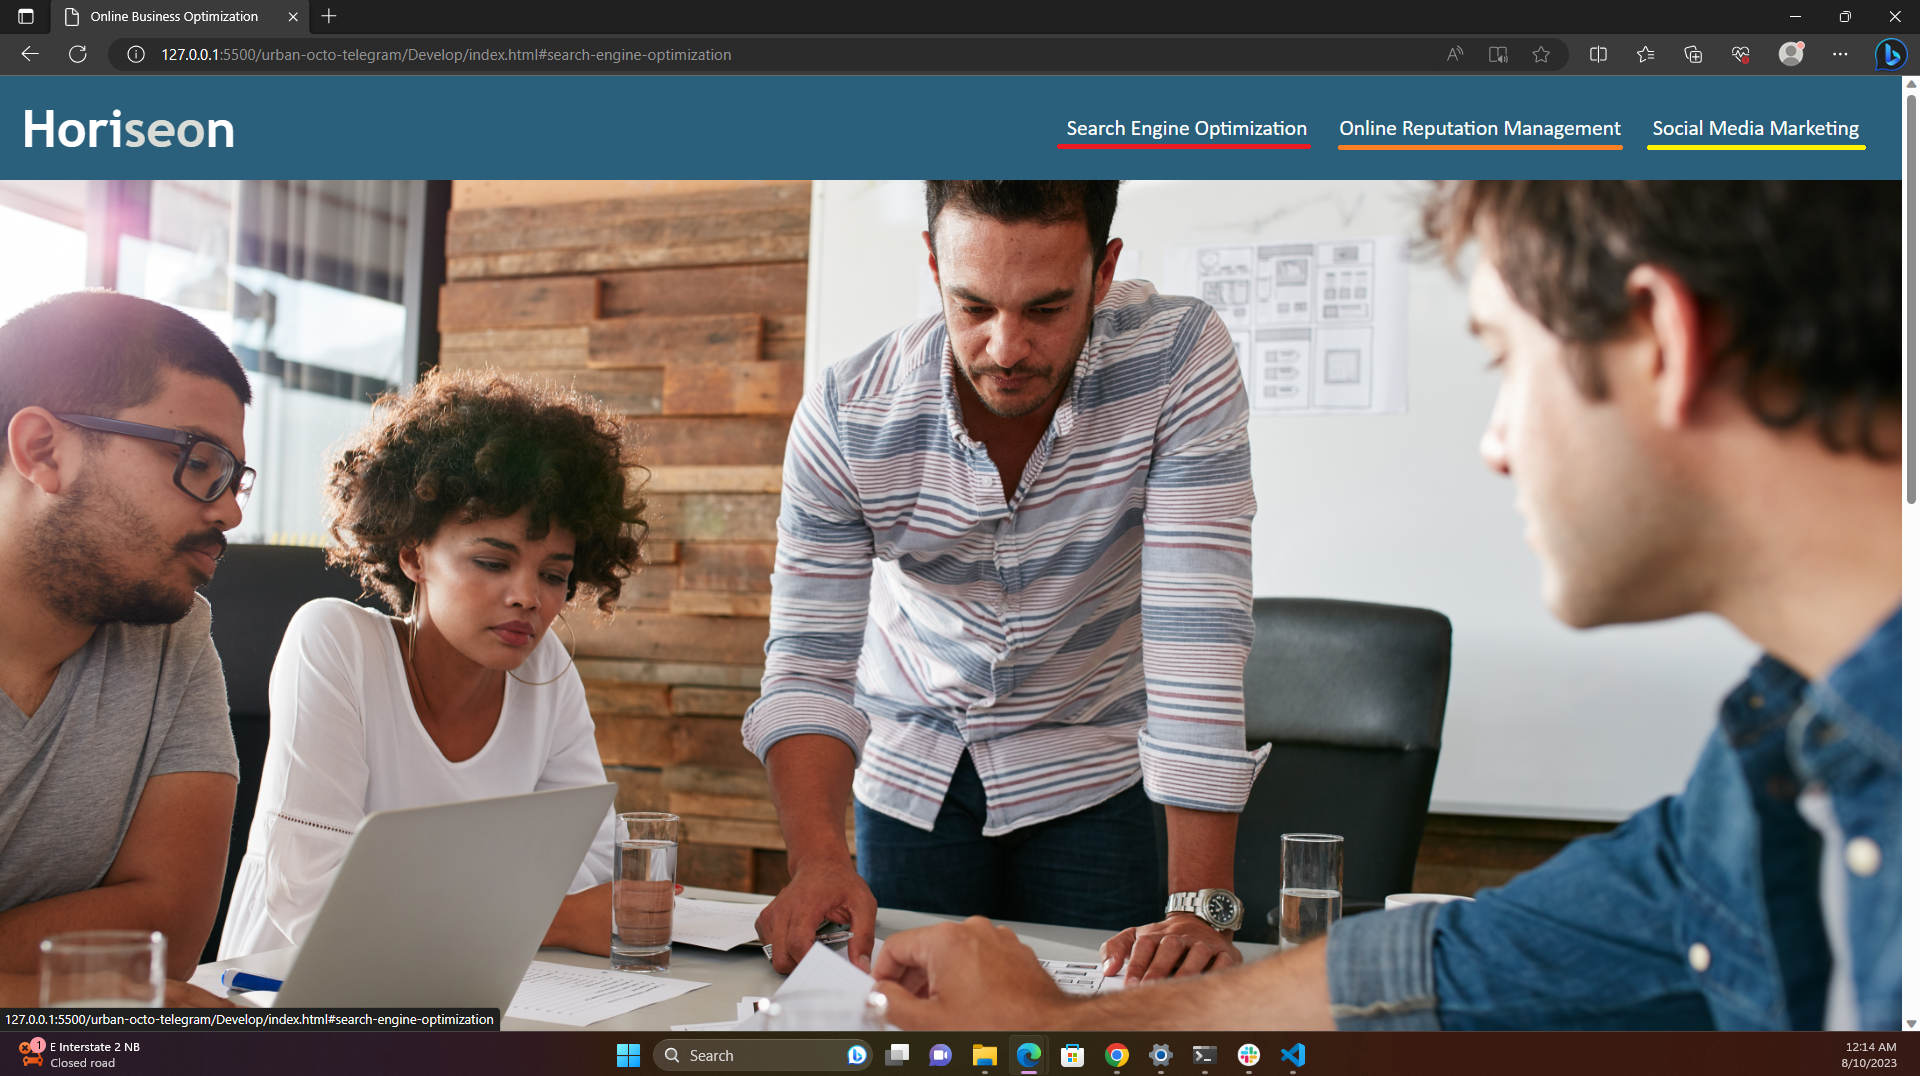 Online Business Optimization
127.0.0.1:5500/urban-octo-telegram/Develop/index.html#search-engine-optimization
Horiseon
Search Engine Optimization
Online Reputation Management
Social Media Marketing
127.0.0.1:5500/urban-octo-telegram/Develop/index.html#search-engine-optimization
1
E Interstate 2 NB
Closed road
Search
12:14 AM
8/10/2023